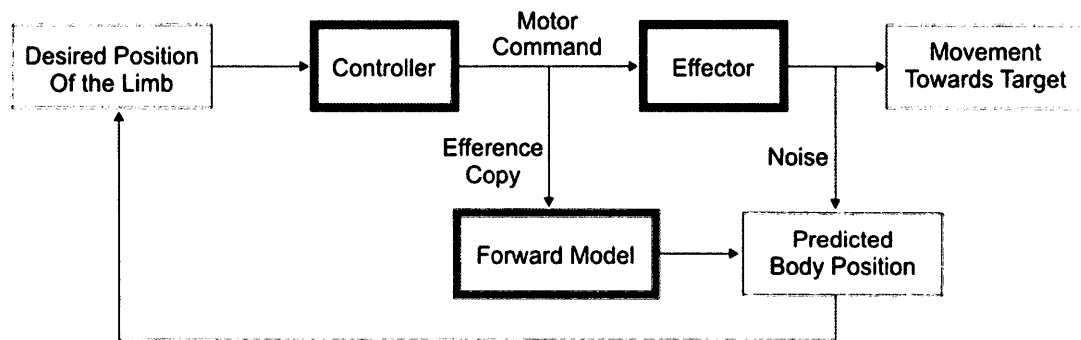 Desired Position
Of the Limb
Controller
Motor
Command
Effector
Movement
Towards Target
Efference
Copy
Noise
Forward Model
Predicted
Body Position